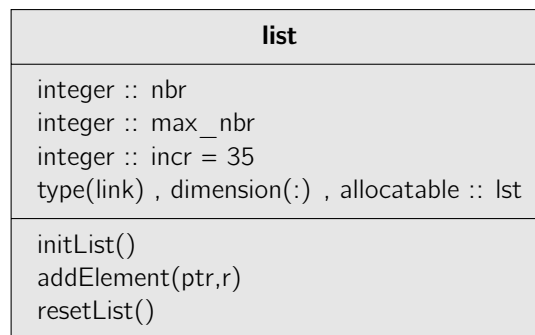 list
integer :: nbr
integer :: max_nbr
integer :: incr = 35
type(link) , dimension(:) , allocatable :: lst
initList()
addElement(ptr,r)
resetList()